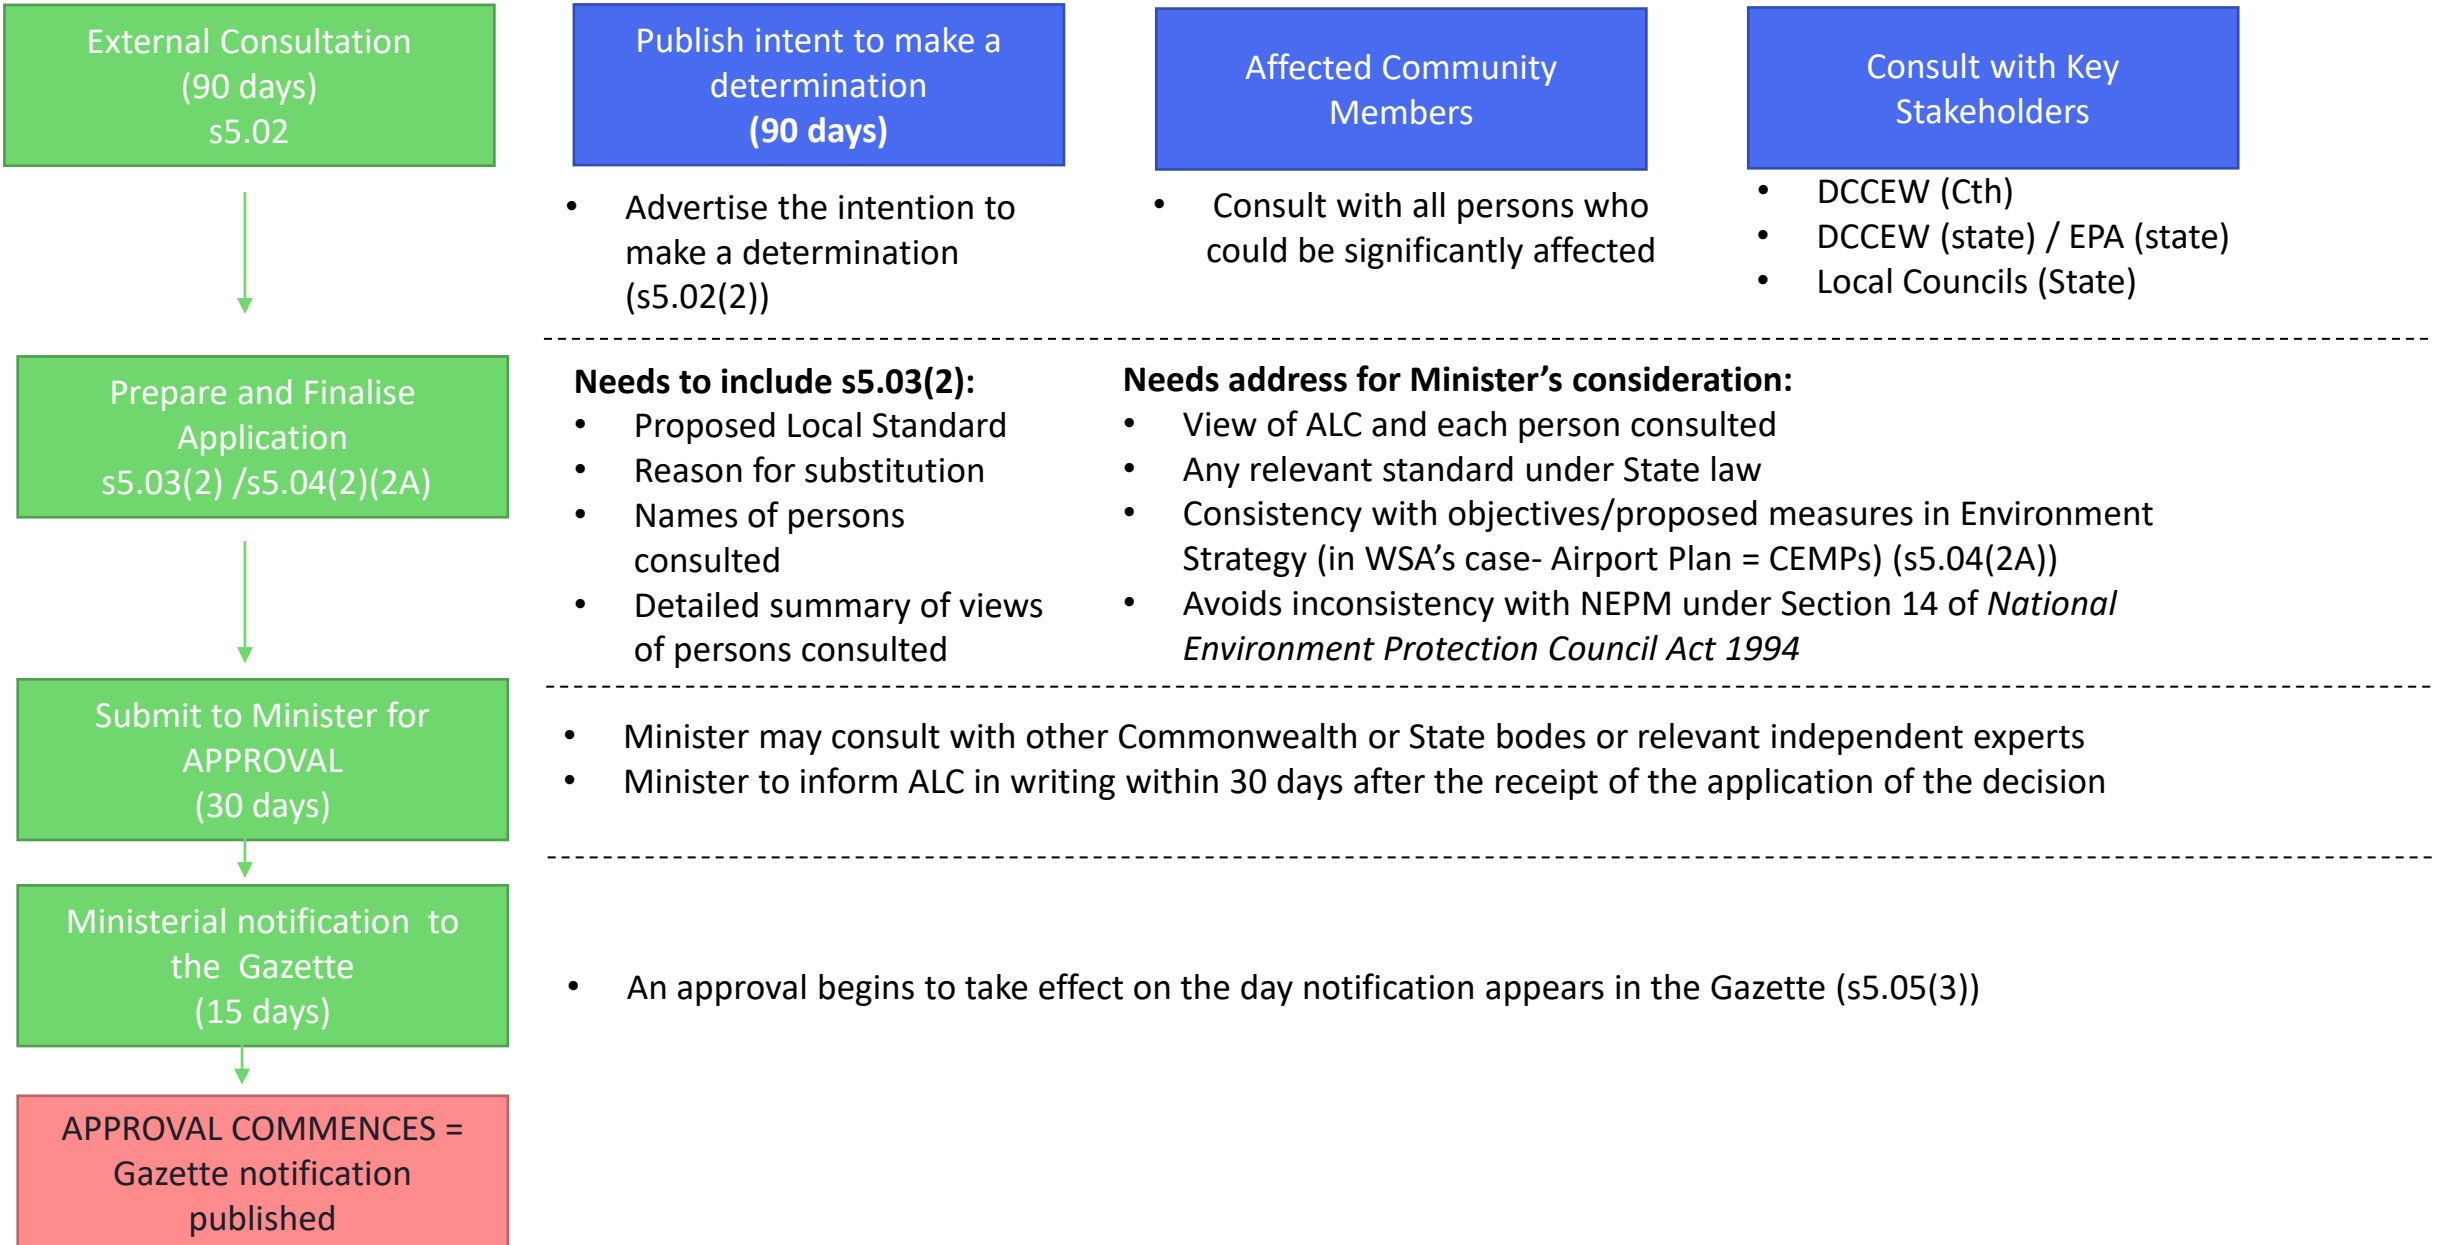 External Consultation
(90 days)
s5.02
Publish intent to make a
determination
(90 days)
Affected Community
Members
Consult with Key
Stakeholders
• Advertise the intention to
make a determination
(s5.02(2))
• Consult with all persons who
could be significantly affected
• DCCEW (Cth)
• DCCEW (state) / EPA (state)
• Local Councils (State)
Prepare and Finalise
Application
s5.03(2) /s5.04(2)(2A)
Needs to include s5.03(2):
• Proposed Local Standard
• Reason for substitution
• Names of persons
consulted
• Detailed summary of views
of persons consulted
Needs address for Minister’s consideration:
• View of ALC and each person consulted
• Any relevant standard under State law
• Consistency with objectives/proposed measures in Environment
Strategy (in WSA’s case- Airport Plan = CEMPs) (s5.04(2A))
• Avoids inconsistency with NEPM under Section 14 of National
Environment Protection Council Act 1994
Submit to Minister for
APPROVAL
(30 days)
• Minister may consult with other Commonwealth or State bodes or relevant independent experts
• Minister to inform ALC in writing within 30 days after the receipt of the application of the decision
Ministerial notification to
the Gazette
(15 days)
• An approval begins to take effect on the day notification appears in the Gazette (s5.05(3))
APPROVAL COMMENCES =
Gazette notification
published